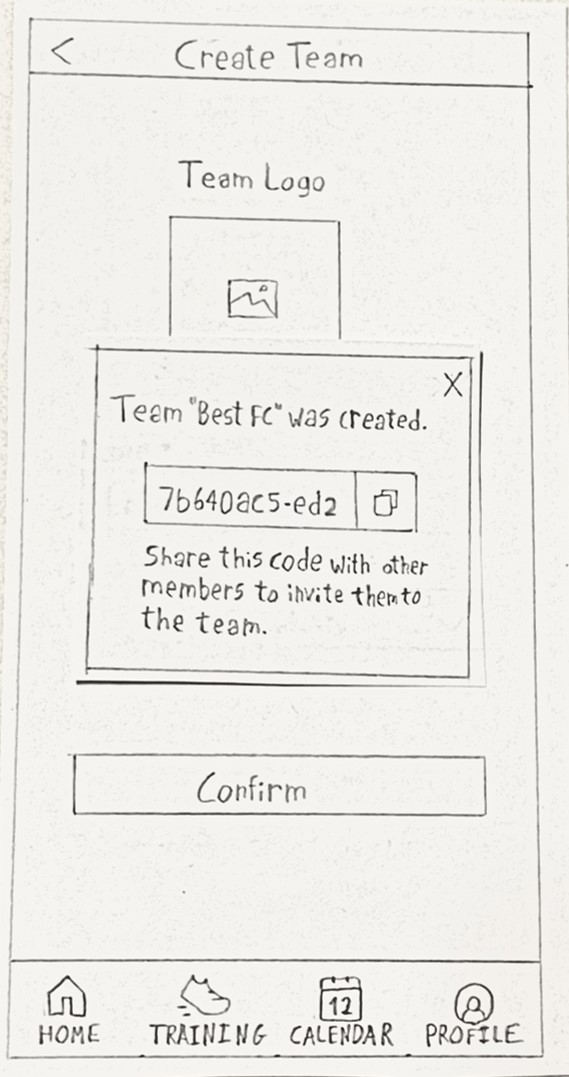 Create Team
Team Logo
X
Team "Best FC" was created.
7b640ac5-ed2
Share this code with other
members to invite them to
the team.
Confirm
12
HOME TRAINING CALENDAR PROFILE